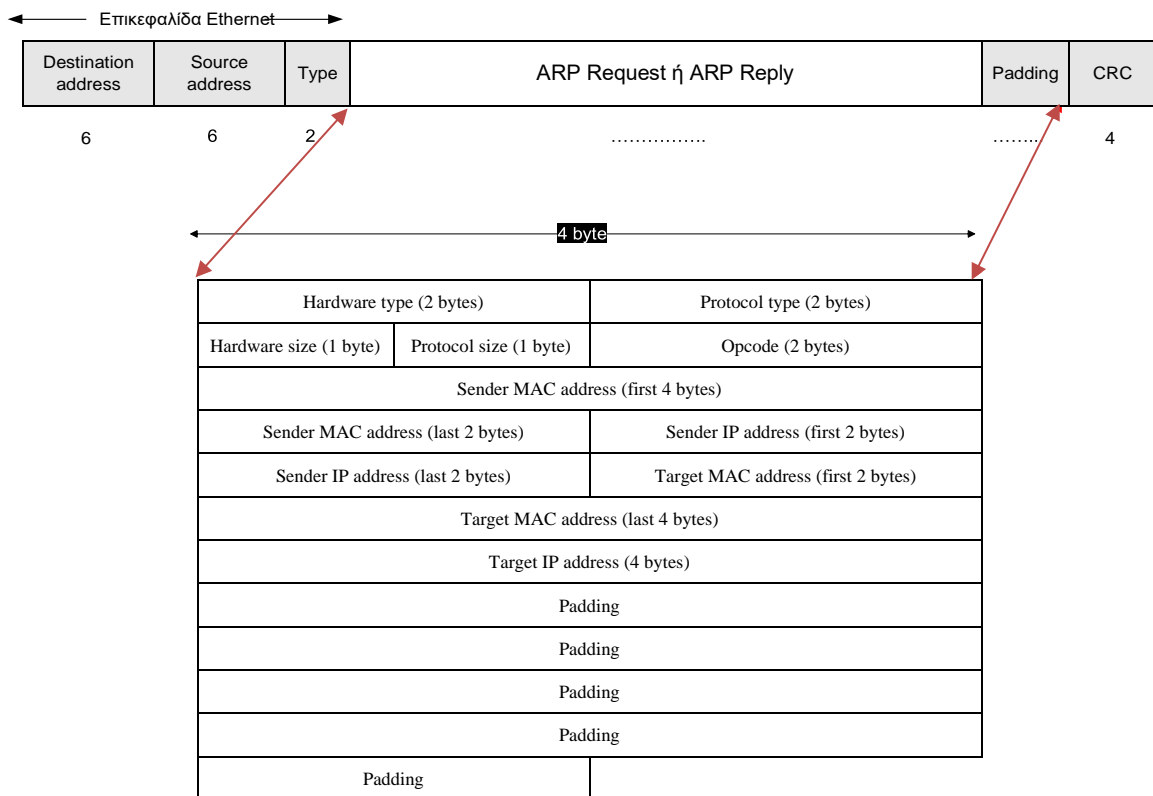 Επικεφαλίδα Ethernet
Destination address
Source address
Type
ARP Request ή ARP Reply
Padding
CRC
6
6
2
................
........
4
4 byte
Hardware type (2 bytes)
Protocol type (2 bytes)
Hardware size (1 byte)
Protocol size (1 byte)
Opcode (2 bytes)
Sender MAC address (first 4 bytes)
Sender MAC address (last 2 bytes)
Sender IP address (first 2 bytes)
Sender IP address (last 2 bytes)
Target MAC address (first 2 bytes)
Target MAC address (last 4 bytes)
Target IP address (4 bytes)
Padding
Padding
Padding
Padding
Padding